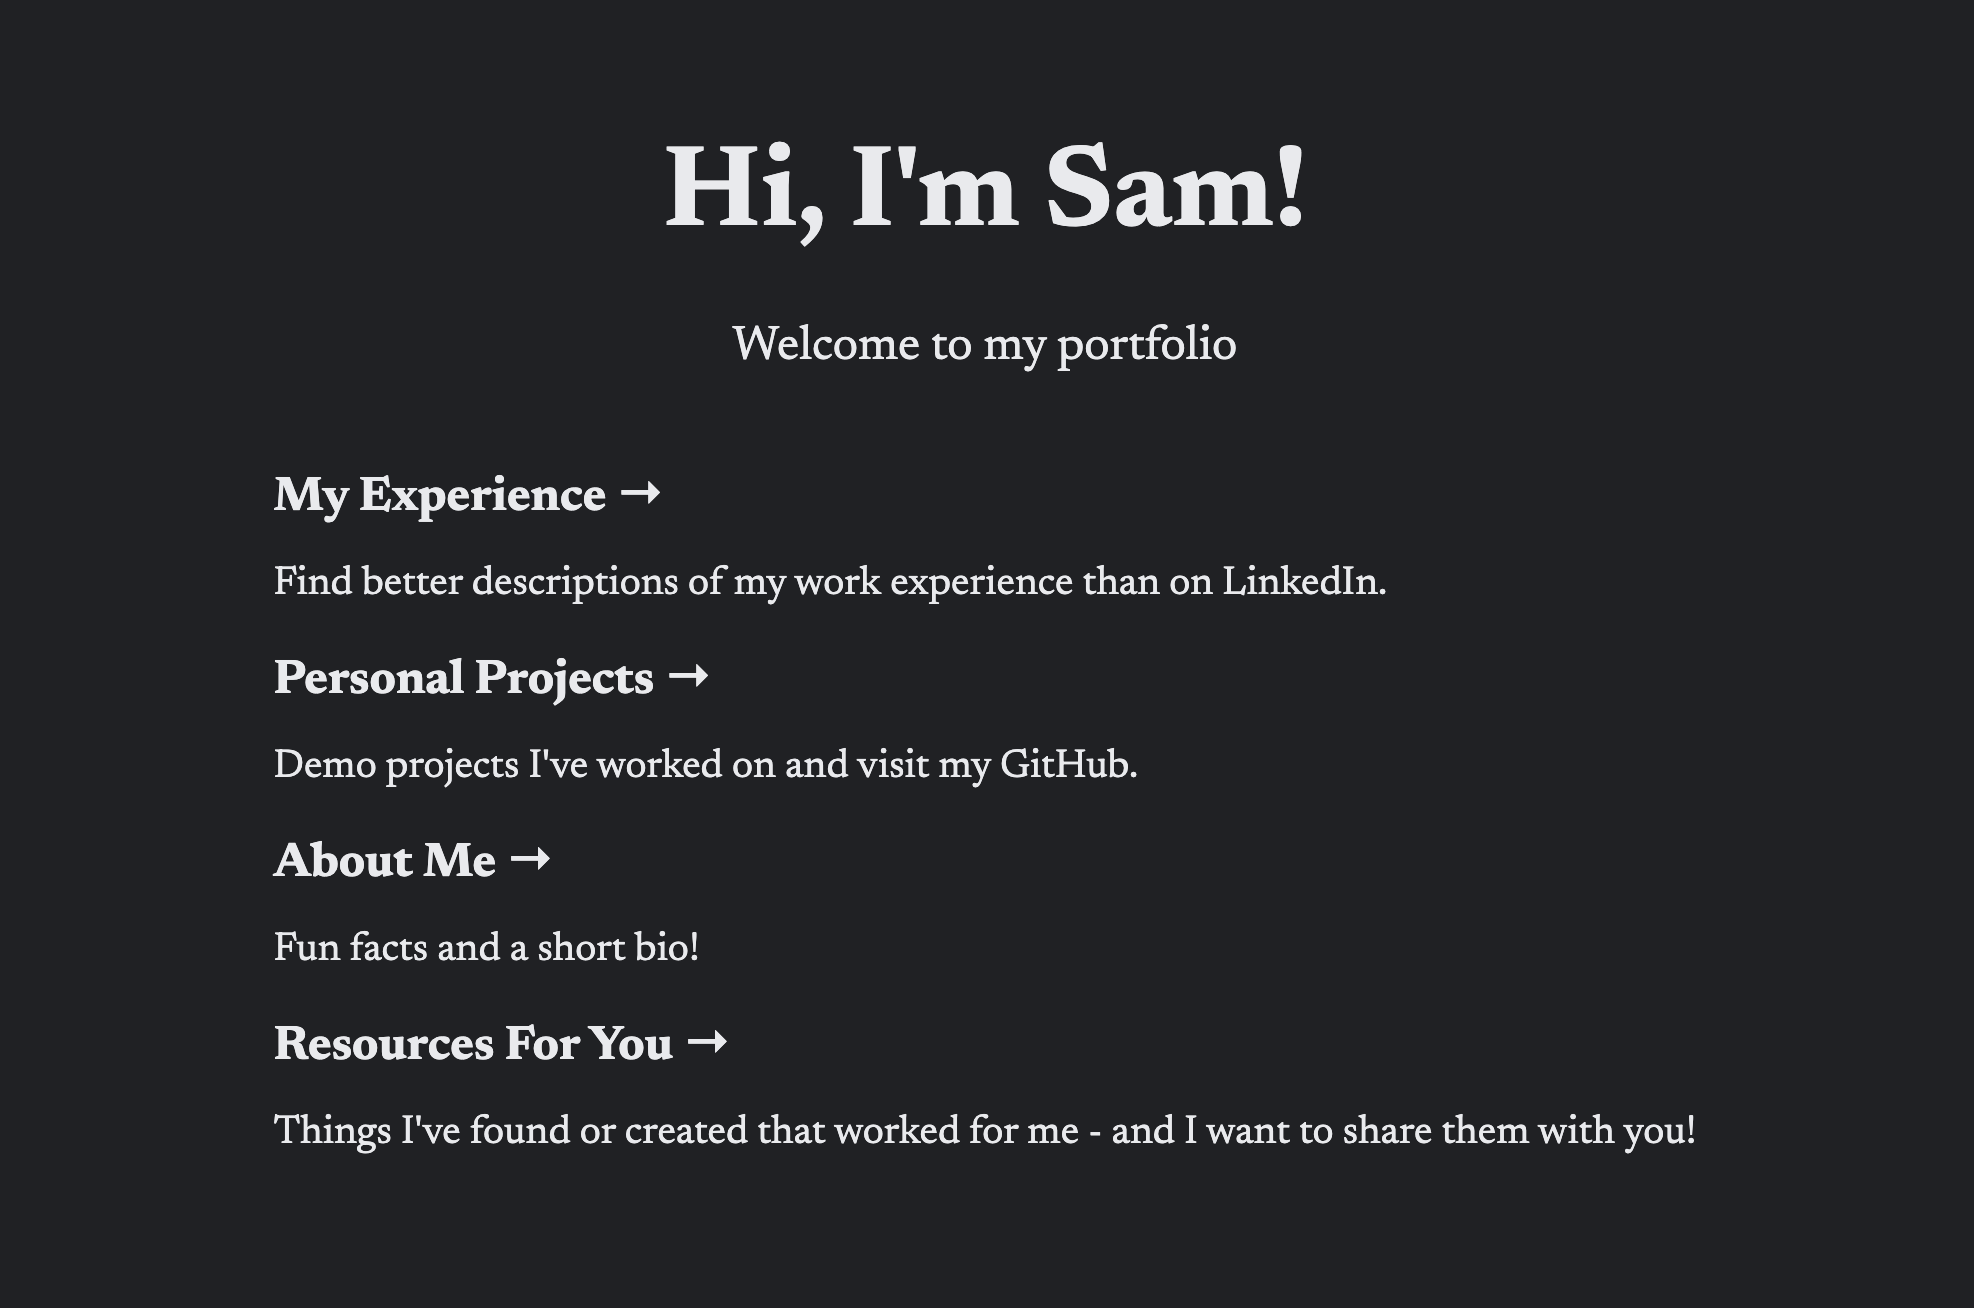 Hi, I'm Sam!
Welcome to my portfolio
My Experience →
Find better descriptions of my work experience than on LinkedIn.
Personal Projects →
Demo projects I've worked on and visit my GitHub.
About Me →
Fun facts and a short bio!
Resources For You →
Things I've found or created that worked for me - and I want to share them with you!